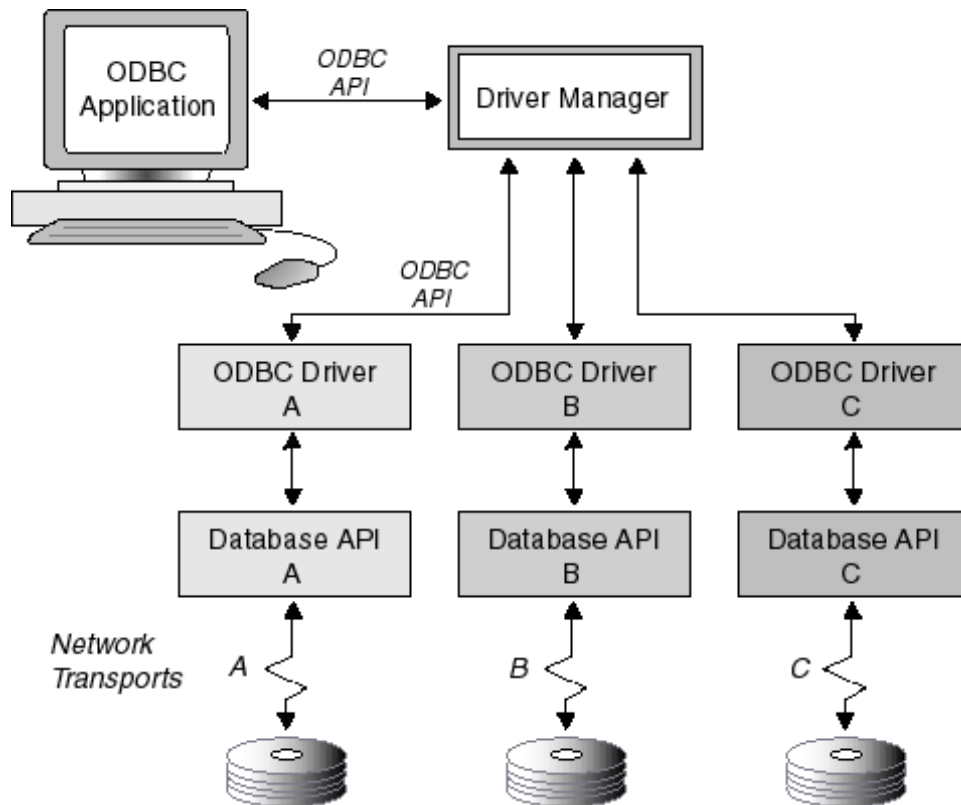 ODBC
Application
ODBC
API
Driver Manager
ODBC
API
ODBC Driver
A
ODBC Driver
B
ODBC Driver
C
Database API
A
Database API
B
Database API
C
Network
Transports
A
B
C